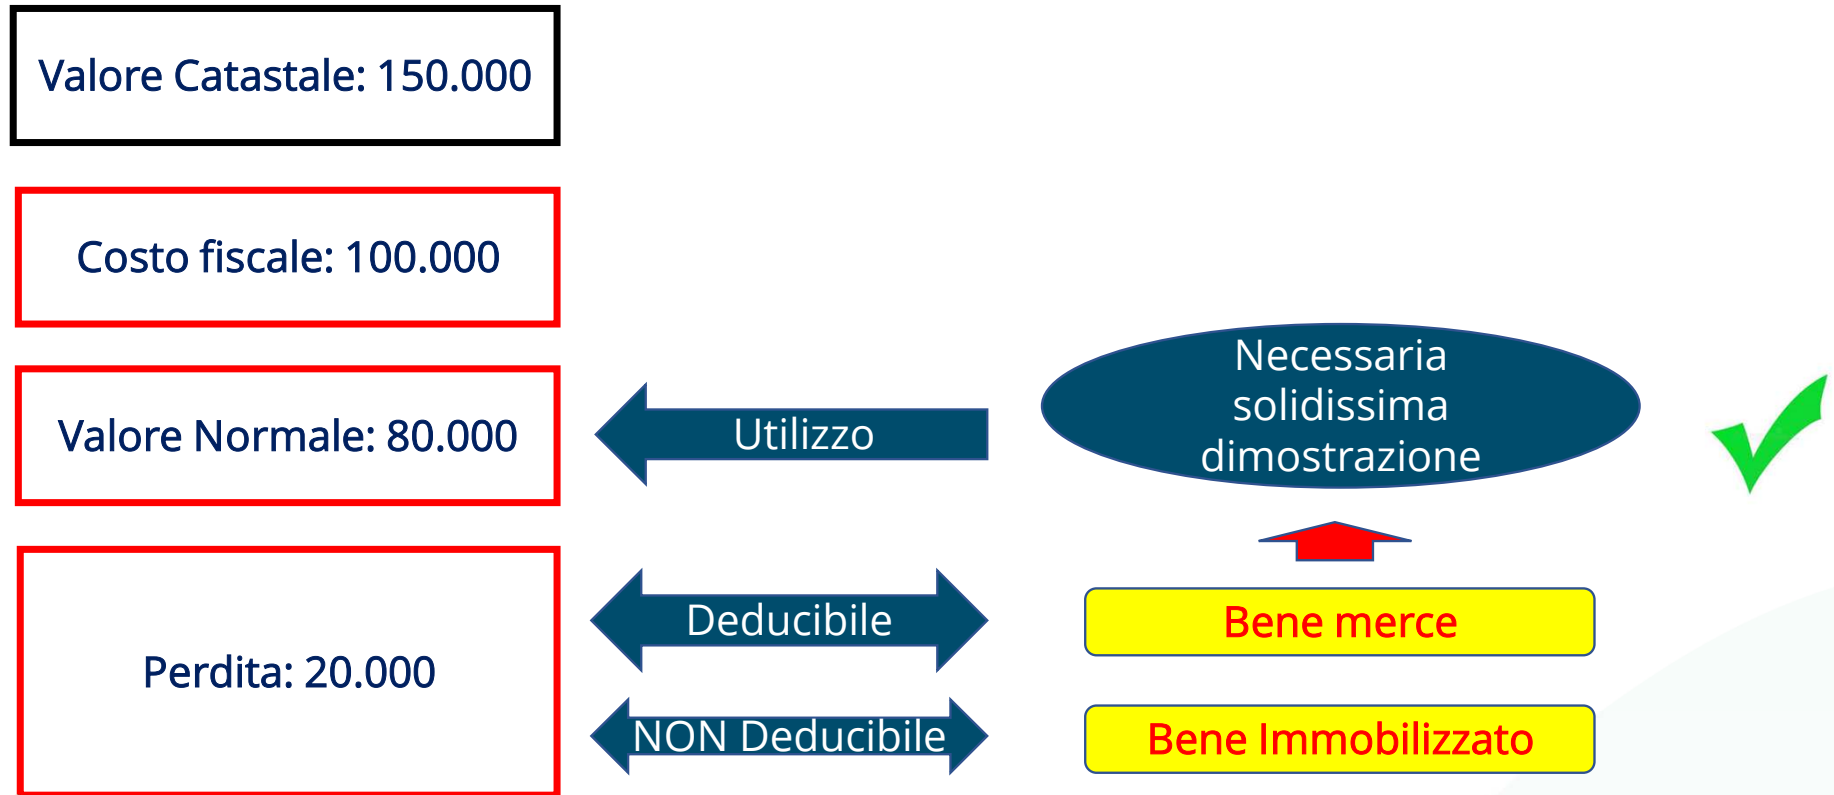 Valore Catastale: 150.000
Costo fiscale: 100.000
Valore Normale: 80.000
Utilizzo
Necessaria
solidissima
dimostrazione
Perdita: 20.000
Deducibile
Bene merce
NON Deducibile
Bene Immobilizzato